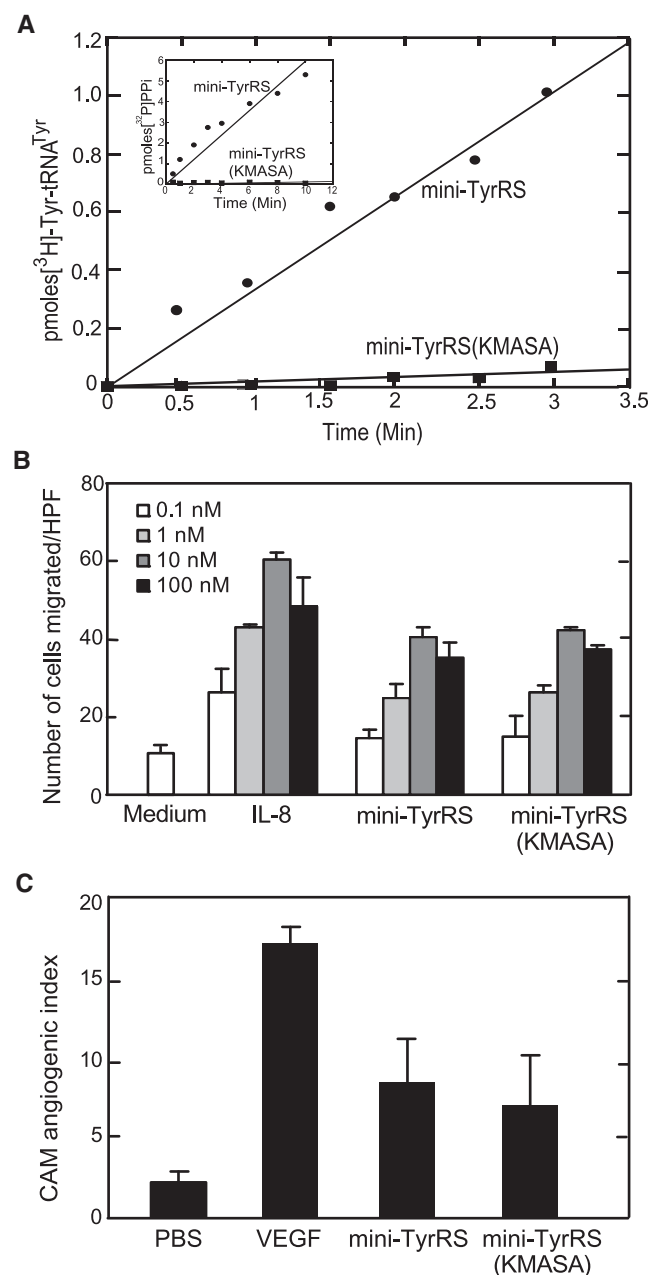 A
pmoles[³H]-Tyr-tRNA^Tyr
1.2
1.0
0.8
0.6
0.4
0.2
0
0 0.5 1 1.5 2 2.5 3 3.5
Time (Min)
mini-TyrRS
mini-TyrRS(KMASA)
pmoles[³²P]PPi
6
5
4
3
2
1
0
0 2 4 6 8 10 12
Time (Min)
mini-TyrRS
mini-TyrRS
(KMASA)
B
Number of cells migrated/HPF
80
60
40
20
0
0.1 nM
1 nM
10 nM
100 nM
Medium IL-8 mini-TyrRS mini-TyrRS
(KMASA)
C
CAM angiogenic index
20
15
10
5
0
PBS VEGF mini-TyrRS mini-TyrRS
(KMASA)